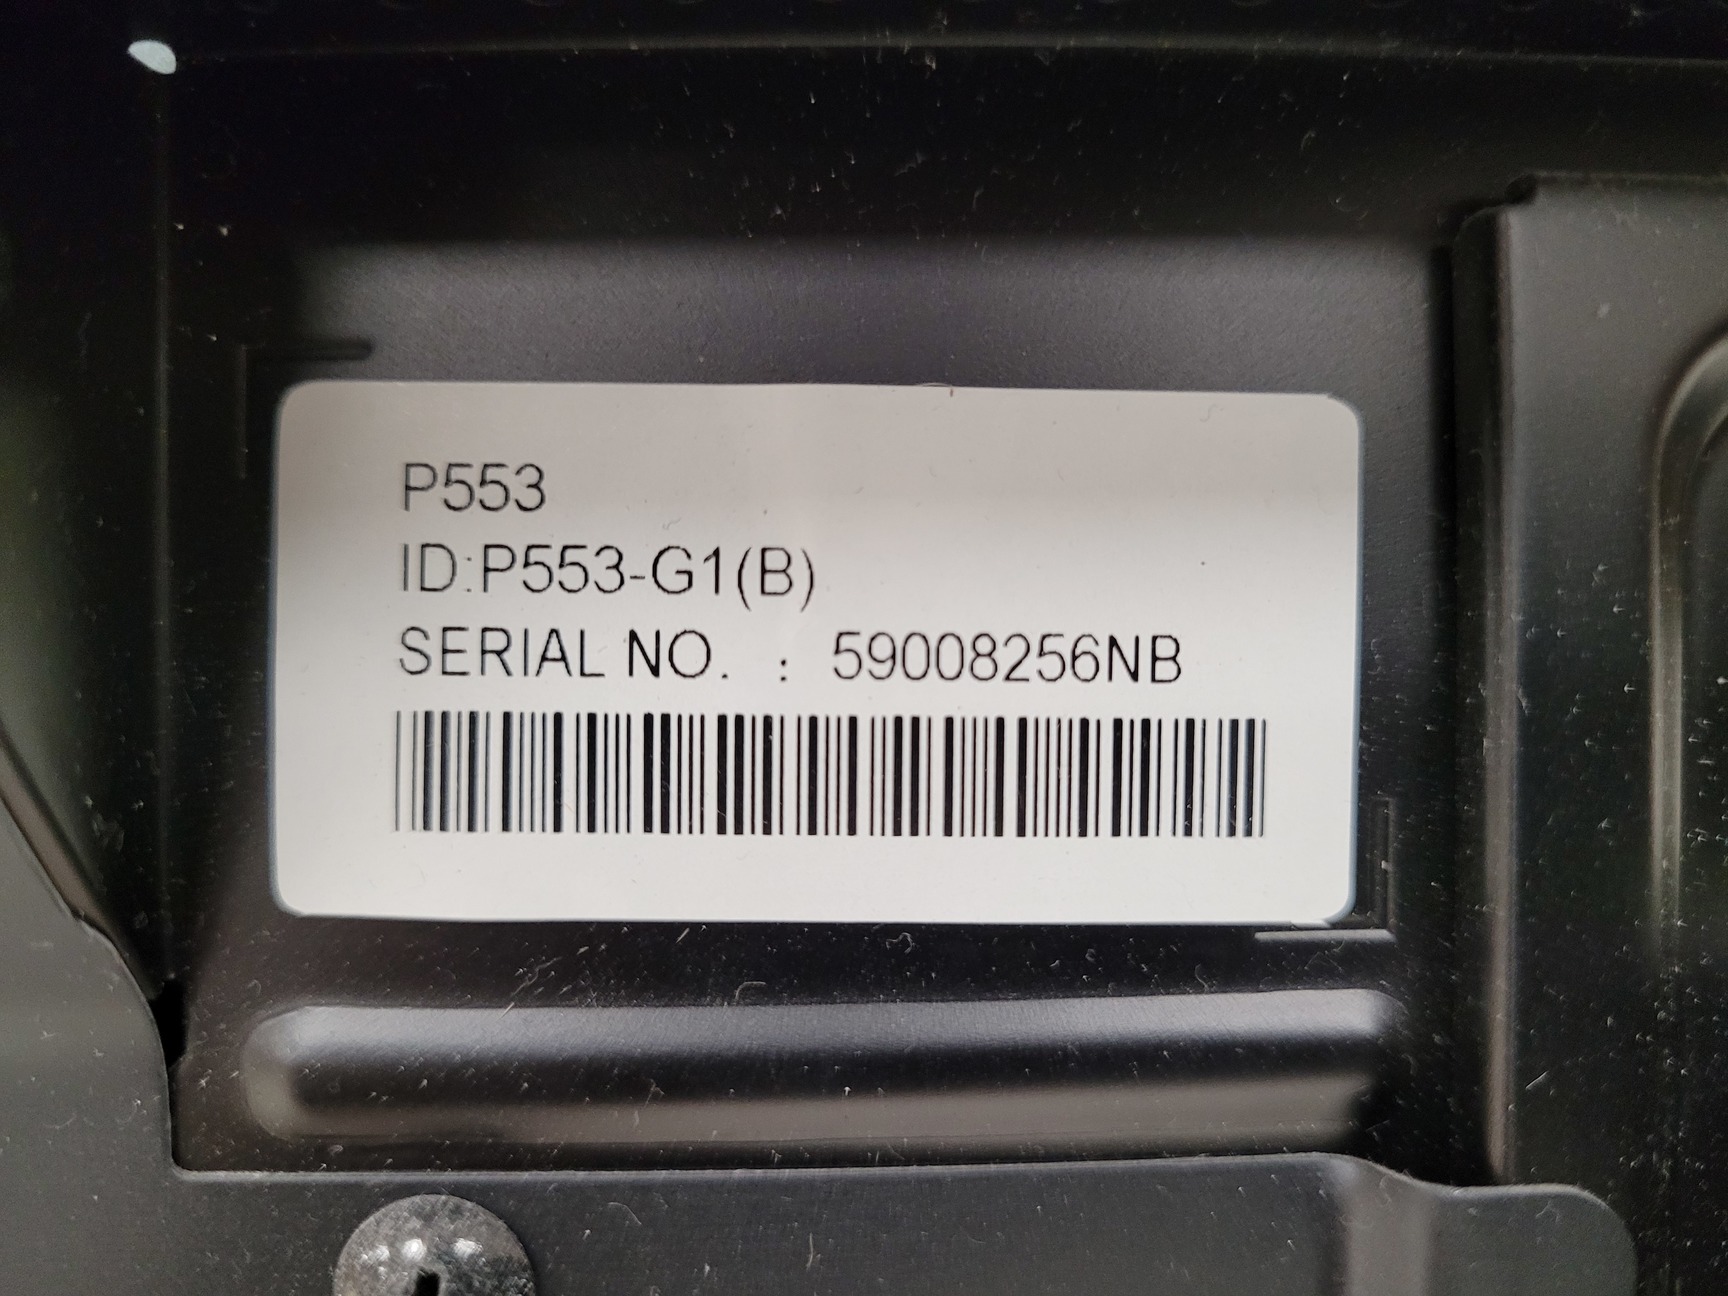 P553
ID:P553-G1(B)
SERIAL NO. : 59008256NB